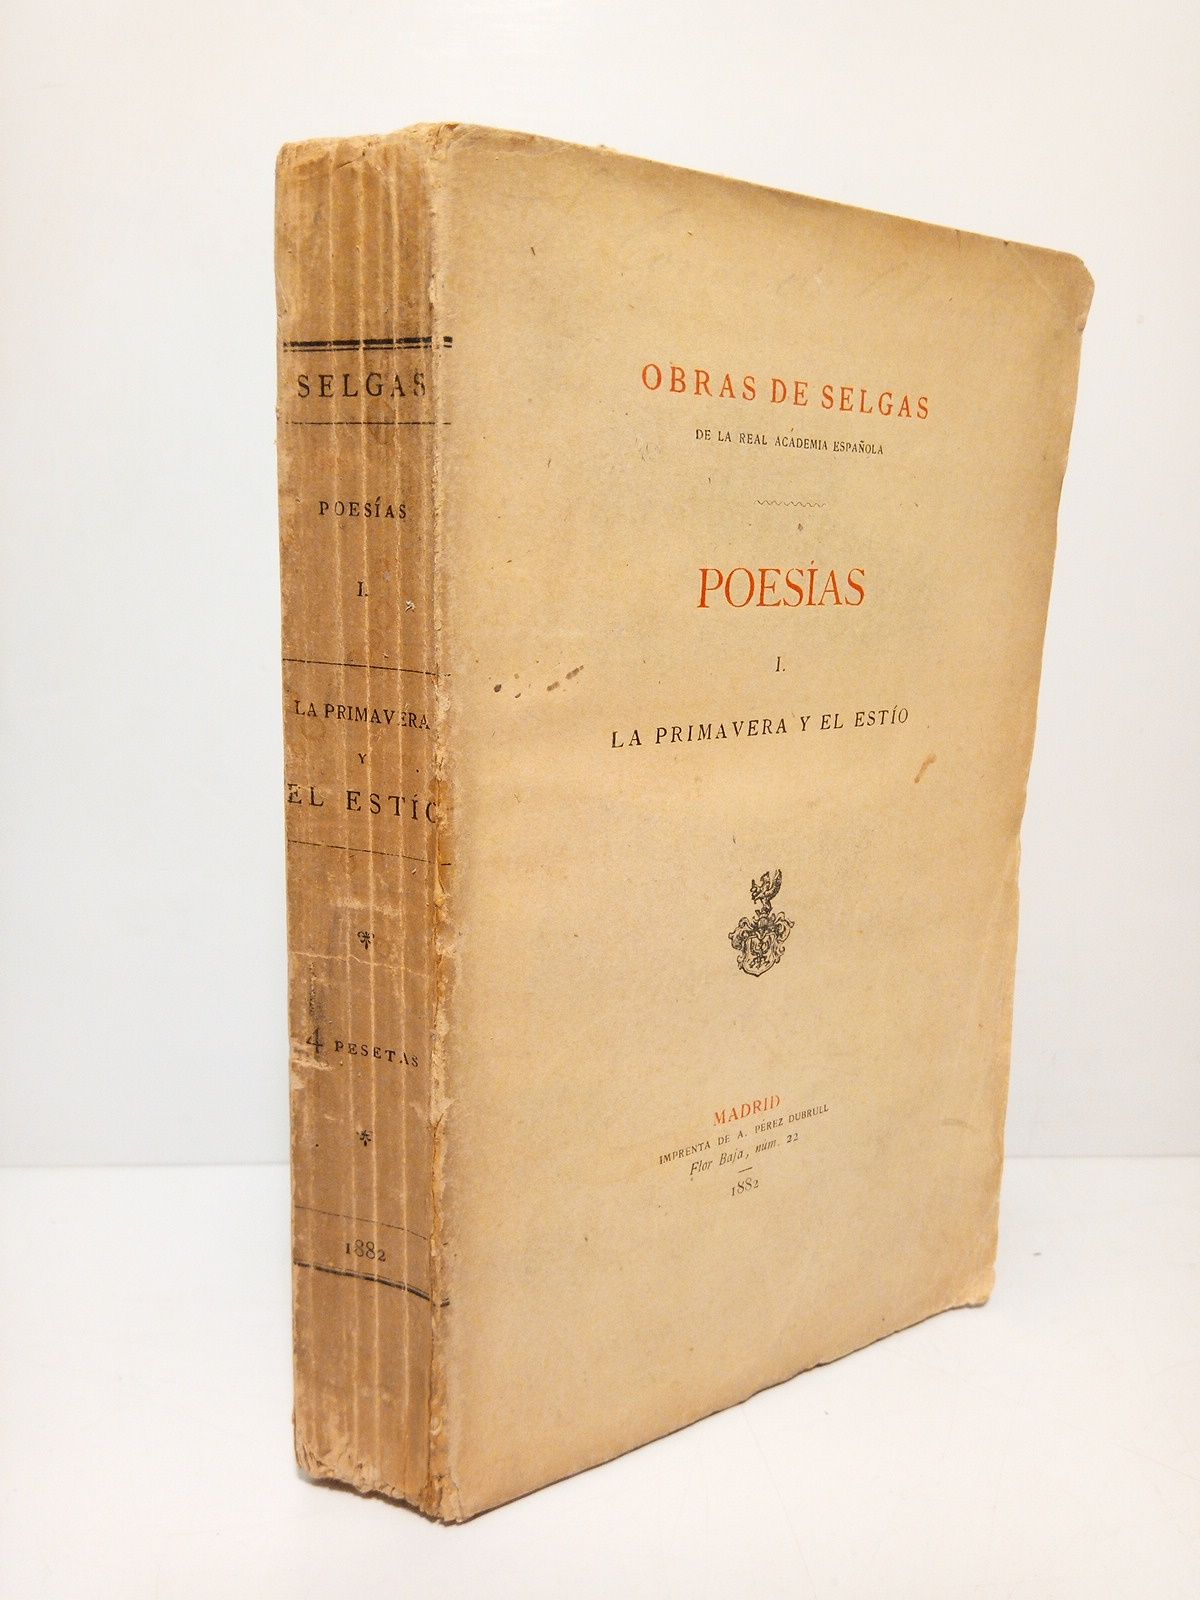 SELGAS
POESÍAS
I.
LA PRIMAVERA
Y
EL ESTÍO
4 PESETAS
1882
OBRAS DE SELGAS
DE LA REAL ACADEMIA ESPAÑOLA
POESÍAS
I.
LA PRIMAVERA Y EL ESTÍO
MADRID
IMPRENTA DE A. PÉREZ DUBRULL
Flor Baja, núm. 22
1882